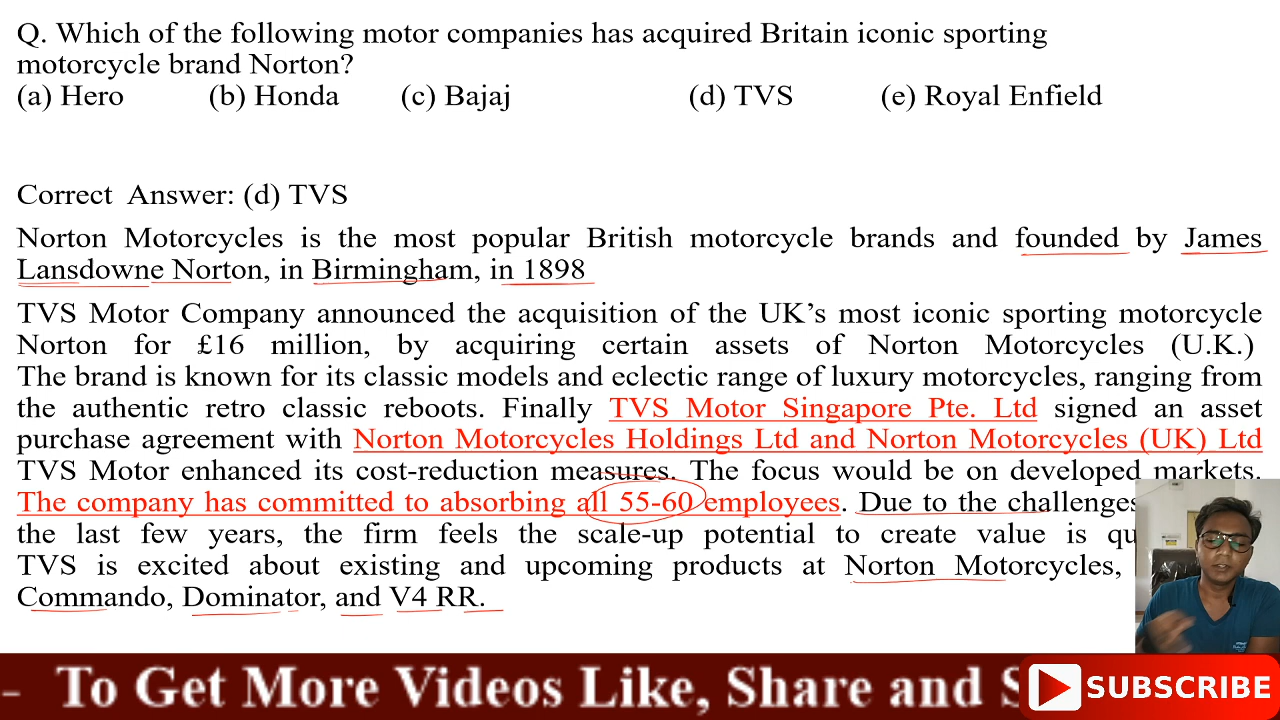 Q. Which of the following motor companies has acquired Britain iconic sporting
motorcycle brand Norton?
(a) Hero (b) Honda (c) Bajaj (d) TVS (e) Royal Enfield
Correct Answer: (d) TVS
Norton Motorcycles is the most popular British motorcycle brands and founded by James
Lansdowne Norton, in Birmingham, in 1898
TVS Motor Company announced the acquisition of the UK’s most iconic sporting motorcycle
Norton for £16 million, by acquiring certain assets of Norton Motorcycles (U.K.)
The brand is known for its classic models and eclectic range of luxury motorcycles, ranging from
the authentic retro classic reboots. Finally TVS Motor Singapore Pte. Ltd signed an asset
purchase agreement with Norton Motorcycles Holdings Ltd and Norton Motorcycles (UK) Ltd
TVS Motor enhanced its cost-reduction measures. The focus would be on developed markets.
The company has committed to absorbing all 55-60 employees. Due to the challenges
the last few years, the firm feels the scale-up potential to create value is qu
TVS is excited about existing and upcoming products at Norton Motorcycles,
Commando, Dominator, and V4 RR.
- To Get More Videos Like, Share and S
SUBSCRIBE